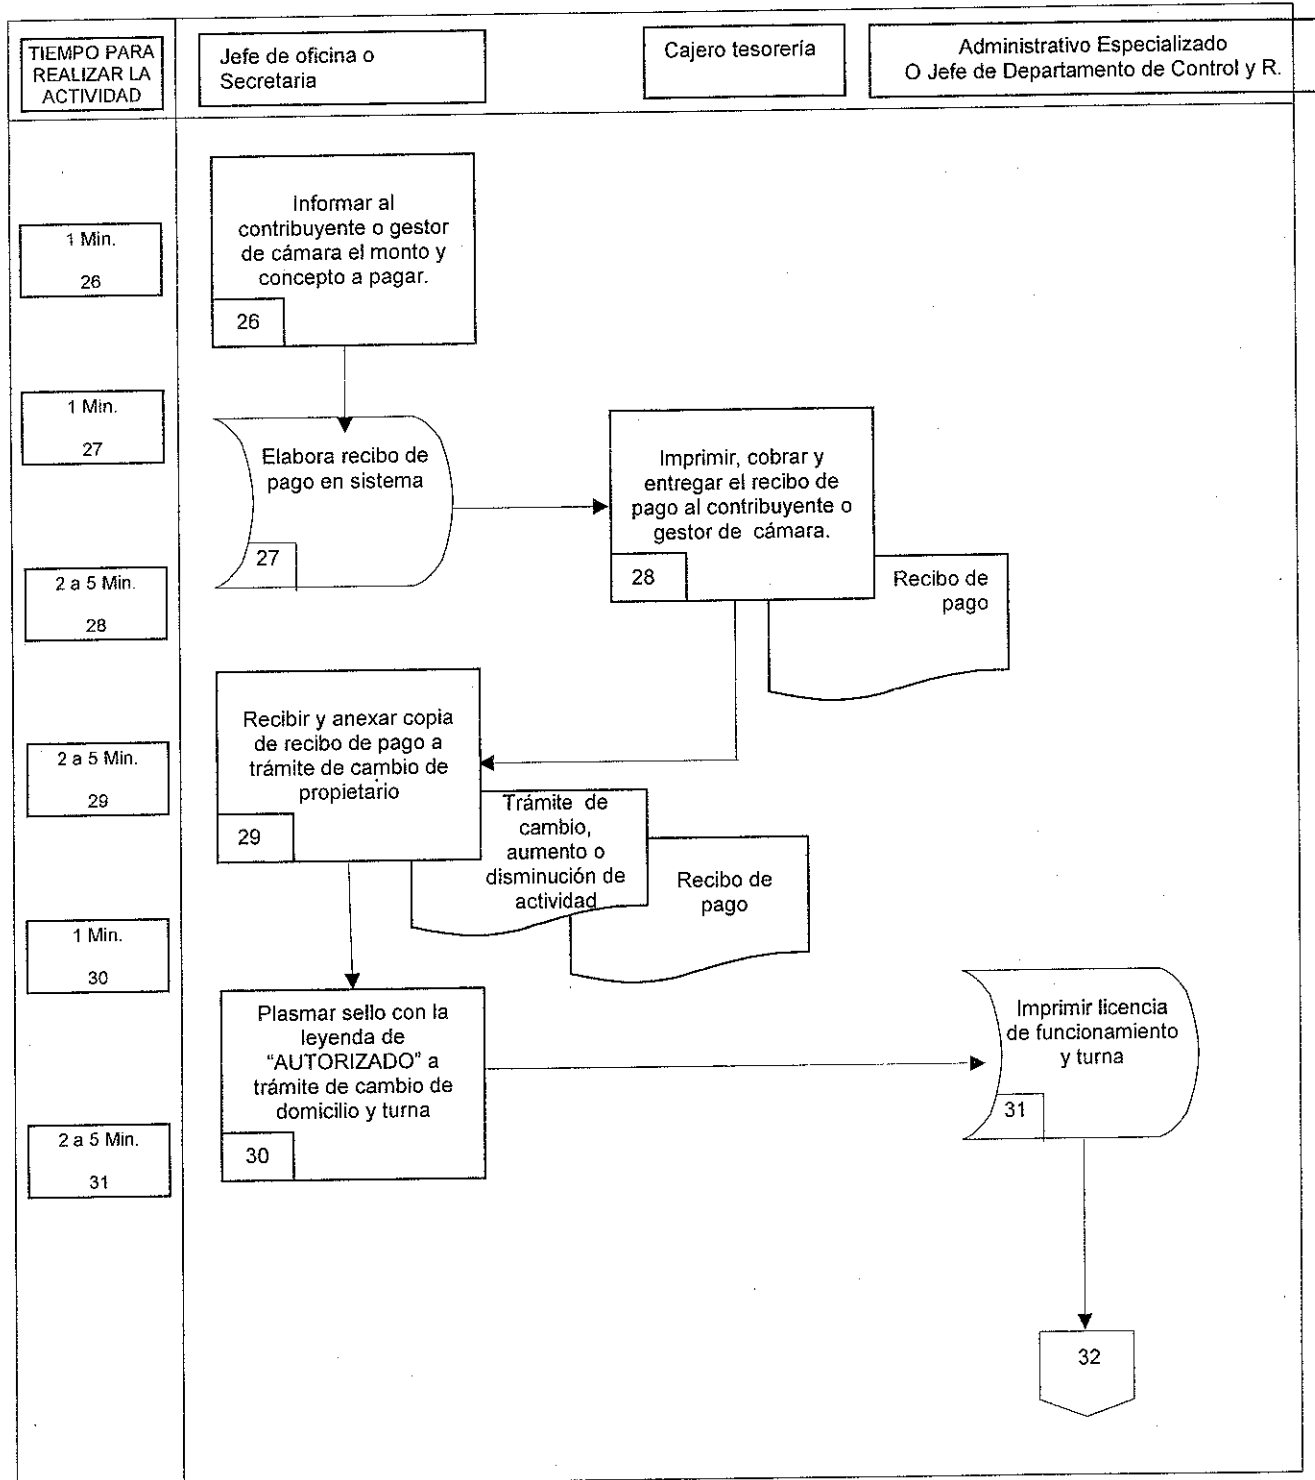 TIEMPO PARA
REALIZAR LA
ACTIVIDAD
Jefe de oficina o
Secretaria
Cajero tesorería
Administrativo Especializado
O Jefe de Departamento de Control y R.
1 Min.
26
Informar al
contribuyente o gestor
de cámara el monto y
concepto a pagar.
26
1 Min.
27
Elabora recibo de
pago en sistema
27
Imprimir, cobrar y
entregar el recibo de
pago al contribuyente o
gestor de cámara.
28
Recibo de
pago
2 a 5 Min.
28
2 a 5 Min.
29
Recibir y anexar copia
de recibo de pago a
trámite de cambio de
propietario
29
Trámite de
cambio,
aumento o
disminución de
actividad
Recibo de
pago
1 Min.
30
Plasmar sello con la
leyenda de
“AUTORIZADO” a
trámite de cambio de
domicilio y turna
30
Imprimir licencia
de funcionamiento
y turna
31
2 a 5 Min.
31
32